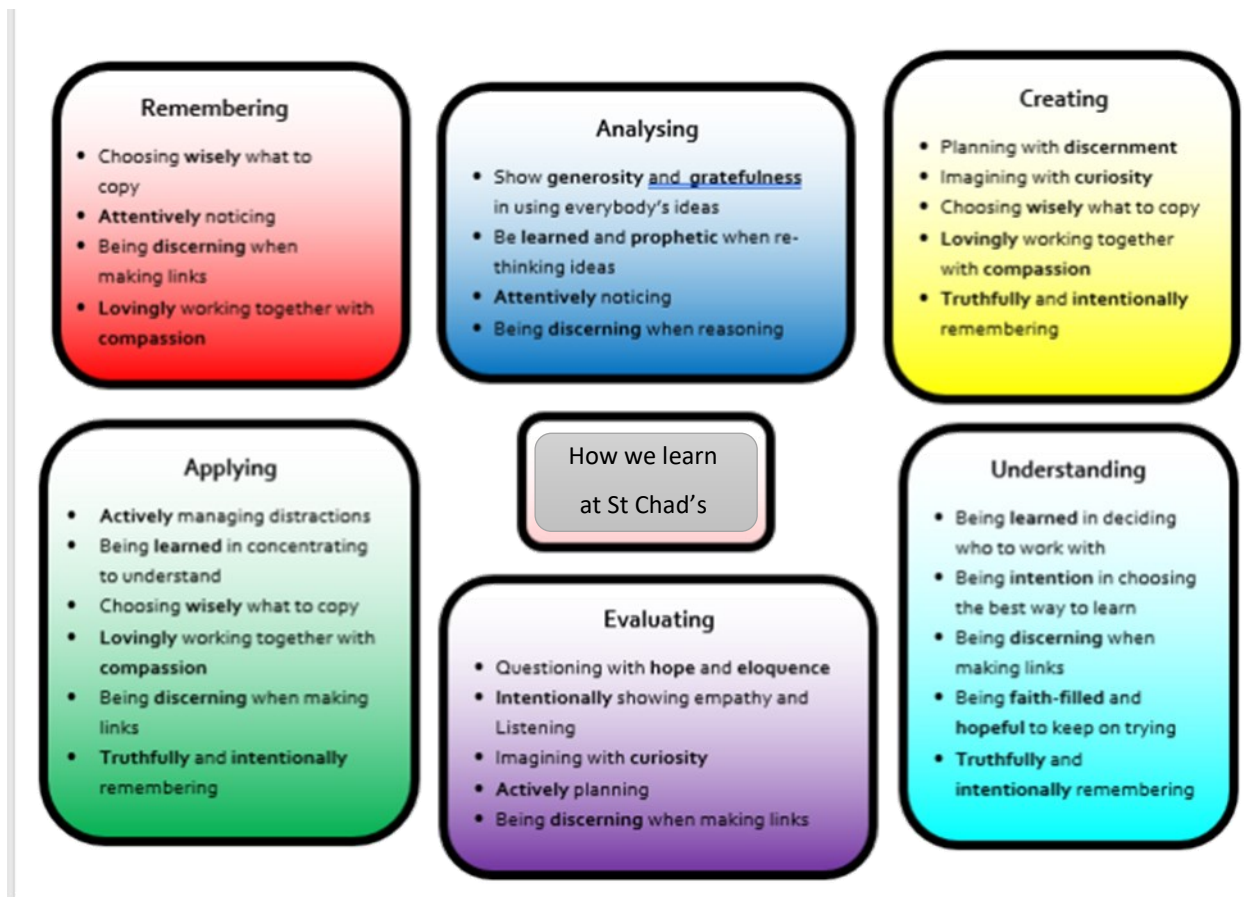 Remembering
• Choosing wisely what to
copy
• Attentively noticing
• Being discerning when
making links
• Lovingly working together with
compassion
Analysing
• Show generosity and gratefulness
in using everybody's ideas
• Be learned and prophetic when re-
thinking ideas
• Attentively noticing
• Being discerning when reasoning
Creating
• Planning with discernment
• Imagining with curiosity
• Choosing wisely what to copy
• Lovingly working together
with compassion
• Truthfully and intentionally
remembering
Applying
• Actively managing distractions
• Being learned in concentrating
to understand
• Choosing wisely what to copy
• Lovingly working together with
compassion
• Being discerning when making
links
• Truthfully and intentionally
remembering
How we learn
at St Chad's
Evaluating
• Questioning with hope and eloquence
• Intentionally showing empathy and
Listening
• Imagining with curiosity
• Actively planning
• Being discerning when making links
Understanding
• Being learned in deciding
who to work with
• Being intention in choosing
the best way to learn
• Being discerning when
making links
• Being faith-filled and
hopeful to keep on trying
• Truthfully and
intentionally remembering